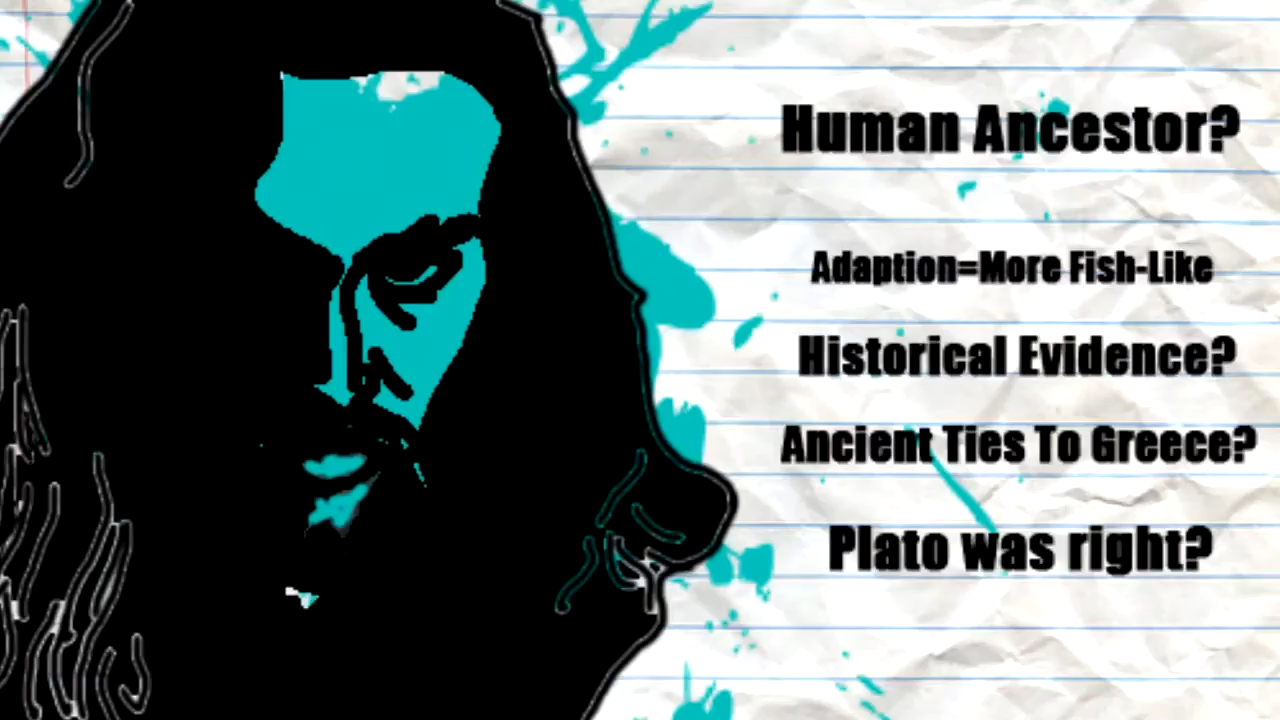 Human Ancestor?
Adaption=More Fish-Like
Historical Evidence?
Ancient Ties To Greece?
Plato was right?